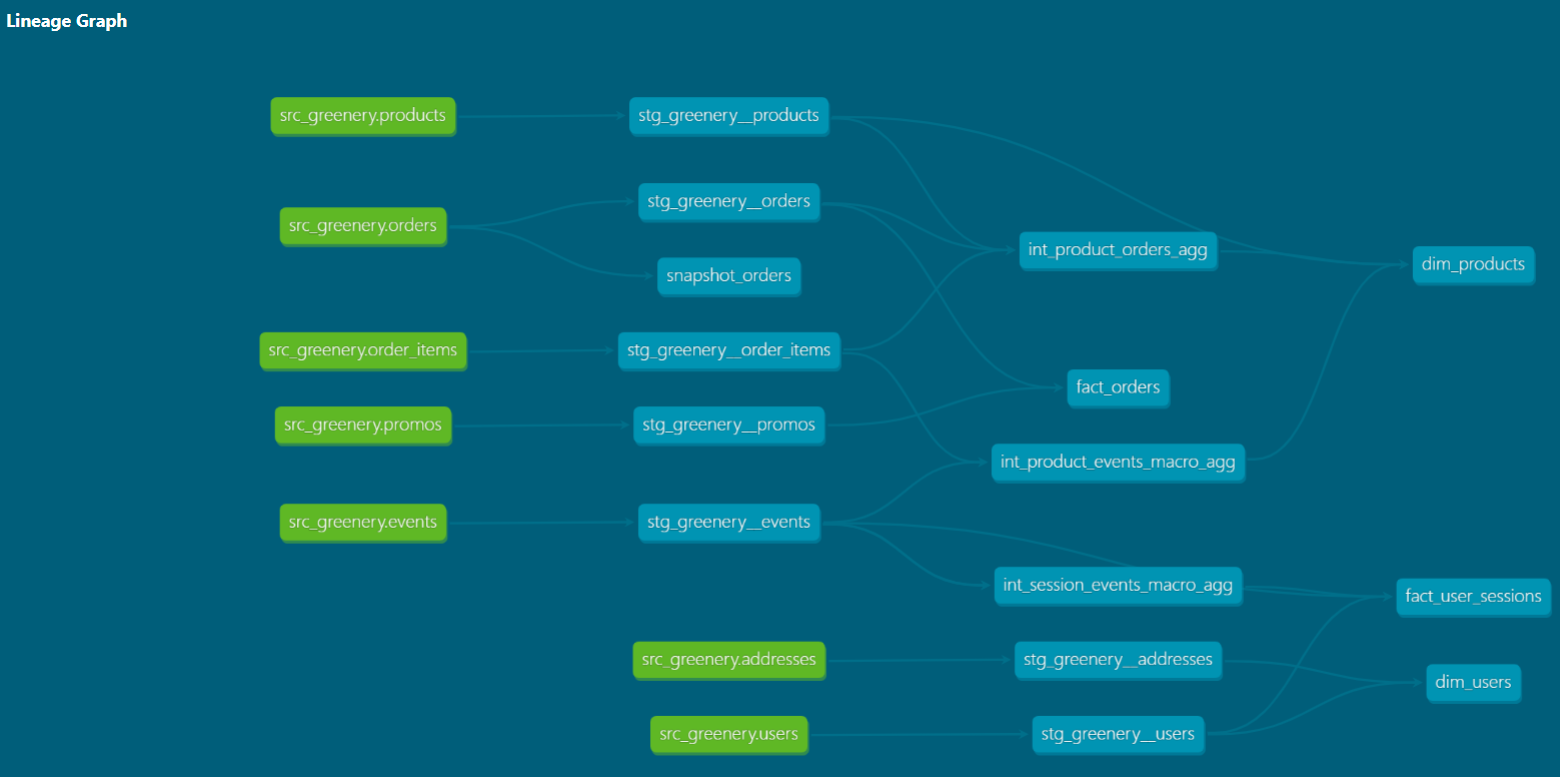 Lineage Graph
src_greenery.products
stg_greenery__products
stg_greenery__orders
src_greenery.orders
int_product_orders_agg
dim_products
snapshot_orders
src_greenery.order_items
stg_greenery__order_items
fact_orders
src_greenery.promos
stg_greenery__promos
int_product_events_macro_agg
src_greenery.events
stg_greenery__events
int_session_events_macro_agg
fact_user_sessions
src_greenery.addresses
stg_greenery__addresses
dim_users
src_greenery.users
stg_greenery__users